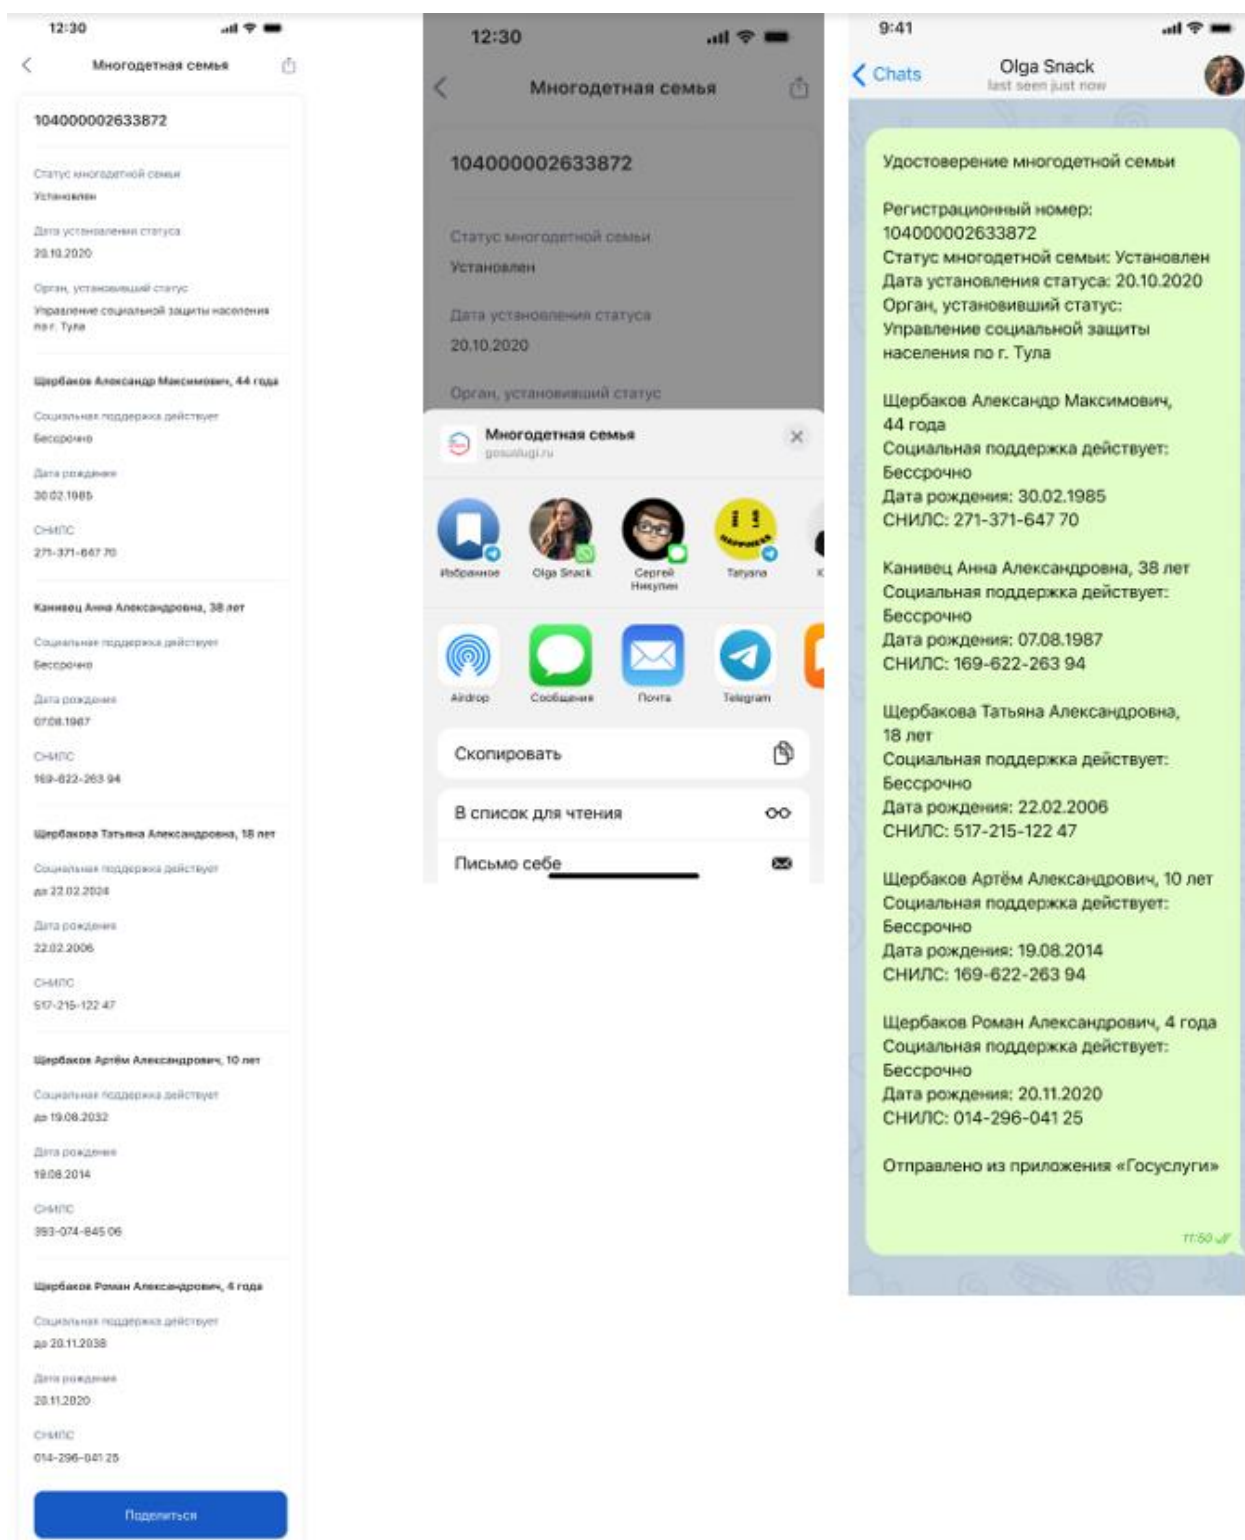 12:30
Многодетная семья
104000002633872
Статус многодетной семьи
Установлен
Дата установления статуса
20.10.2020
Орган, установивший статус
Управление социальной защиты населения
по г. Тула
Щербаков Александр Максимович, 44 года
Социальная поддержка действует
Бессрочно
Дата рождения
30.02.1985
СНИЛС
271-371-647 70
Канивец Анна Александровна, 38 лет
Социальная поддержка действует
Бессрочно
Дата рождения
07.08.1987
СНИЛС
169-622-263 94
Щербакова Татьяна Александровна, 18 лет
Социальная поддержка действует
до 22.02.2024
Дата рождения
22.02.2006
СНИЛС
517-215-122 47
Щербаков Артём Александрович, 10 лет
Социальная поддержка действует
до 19.08.2032
Дата рождения
19.08.2014
СНИЛС
393-074-845 06
Щербаков Роман Александрович, 4 года
Социальная поддержка действует
до 20.11.2038
Дата рождения
20.11.2020
СНИЛС
014-296-041 25
Поделиться
12:30
Многодетная семья
104000002633872
Статус многодетной семьи
Установлен
Дата установления статуса
20.10.2020
Орган, установивший статус
Многодетная семья
gosuslugi.ru
Избранное
Olga Snack
Сергей
Никулин
Tatyana
Airdrop
Сообщения
Почта
Telegram
Скопировать
В список для чтения
Письмо себе
9:41
Chats
Olga Snack
last seen just now
Удостоверение многодетной семьи
Регистрационный номер:
104000002633872
Статус многодетной семьи: Установлен
Дата установления статуса: 20.10.2020
Орган, установивший статус:
Управление социальной защиты
населения по г. Тула
Щербаков Александр Максимович,
44 года
Социальная поддержка действует:
Бессрочно
Дата рождения: 30.02.1985
СНИЛС: 271-371-647 70
Канивец Анна Александровна, 38 лет
Социальная поддержка действует:
Бессрочно
Дата рождения: 07.08.1987
СНИЛС: 169-622-263 94
Щербакова Татьяна Александровна,
18 лет
Социальная поддержка действует:
Бессрочно
Дата рождения: 22.02.2006
СНИЛС: 517-215-122 47
Щербаков Артём Александрович, 10 лет
Социальная поддержка действует:
Бессрочно
Дата рождения: 19.08.2014
СНИЛС: 169-622-263 94
Щербаков Роман Александрович, 4 года
Социальная поддержка действует:
Бессрочно
Дата рождения: 20.11.2020
СНИЛС: 014-296-041 25
Отправлено из приложения «Госуслуги»
11:50